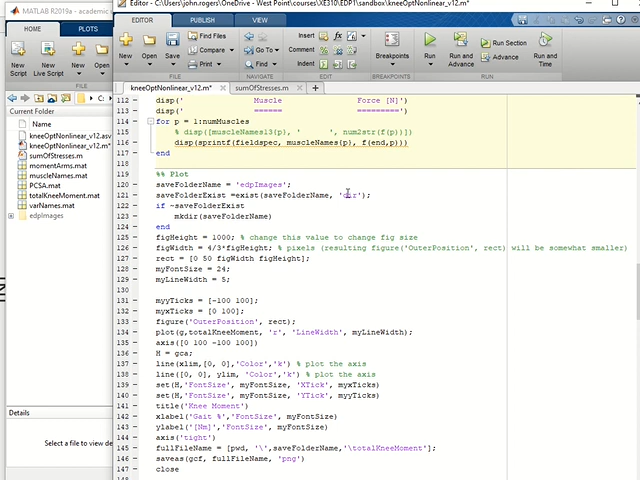 Editor - C:\Users\john.rogers\OneDrive - West Point\courses\XE310\EDP1\sandbox\kneeOptNonlinear_v12.m*
MATLAB R2019a - academic
HOME
PLOTS
EDITOR
PUBLISH
VIEW
New Script
New Live Script
FILE
New
Open
Save
Find Files
Compare
Print
FILE
Go To
Find
NAVIGATE
Insert
Comment
Indent
EDIT
Breakpoints
BREAKPOINTS
Run
Run and Advance
Run Section
Advance
Run and Time
RUN
kneeOptNonlinear_v12.m*
sumOfStresses.m
C:
Current Folder
Name
kneeOptNonlinear_v12.asv
kneeOptNonlinear_v12.m*
sumOfStresses.m
momentArms.mat
muscleNames.mat
PCSA.mat
totalKneeMoment.mat
varNames.mat
edpImages
Details
Select a file to view de
112 disp(' Muscle Force [N]')
113 disp(' ====== =========')
114 for p = 1:numMuscles
115 % disp([muscleNames13(p), ' ', num2str(f(p))])
116 disp(sprintf(fieldspec, muscleNames(p), f(end,p)))
117 end
118
119 %% Plot
120 saveFolderName = 'edpImages';
121 saveFolderExist =exist(saveFolderName, 'dir');
122 if ~saveFolderExist
123 mkdir(saveFolderName)
124 end
125 figHeight = 1000; % change this value to change fig size
126 figWidth = 4/3*figHeight; % pixels (resulting figure('OuterPosition', rect) will be somewhat smaller)
127 rect = [0 50 figWidth figHeight];
128 myFontSize = 24;
129 myLineWidth = 5;
130
131 myyTicks = [-100 100];
132 myxTicks = [0 100];
133 figure('OuterPosition', rect);
134 plot(g,totalKneeMoment, 'r', 'LineWidth', myLineWidth);
135 axis([0 100 -100 100])
136 H = gca;
137 line(xlim,[0, 0],'Color','k') % plot the axis
138 line([0, 0], ylim, 'Color','k') % plot the axis
139 set(H,'FontSize', myFontSize, 'XTick', myxTicks)
140 set(H,'FontSize', myFontSize, 'YTick', myyTicks)
141 title('Knee Moment')
142 xlabel('Gait %','FontSize', myFontSize)
143 ylabel('[Nm]','FontSize', myFontSize)
144 axis('tight')
145 fullFileName = [pwd, '\',saveFolderName,'\totalKneeMoment'];
146 saveas(gcf, fullFileName, 'png')
147 close